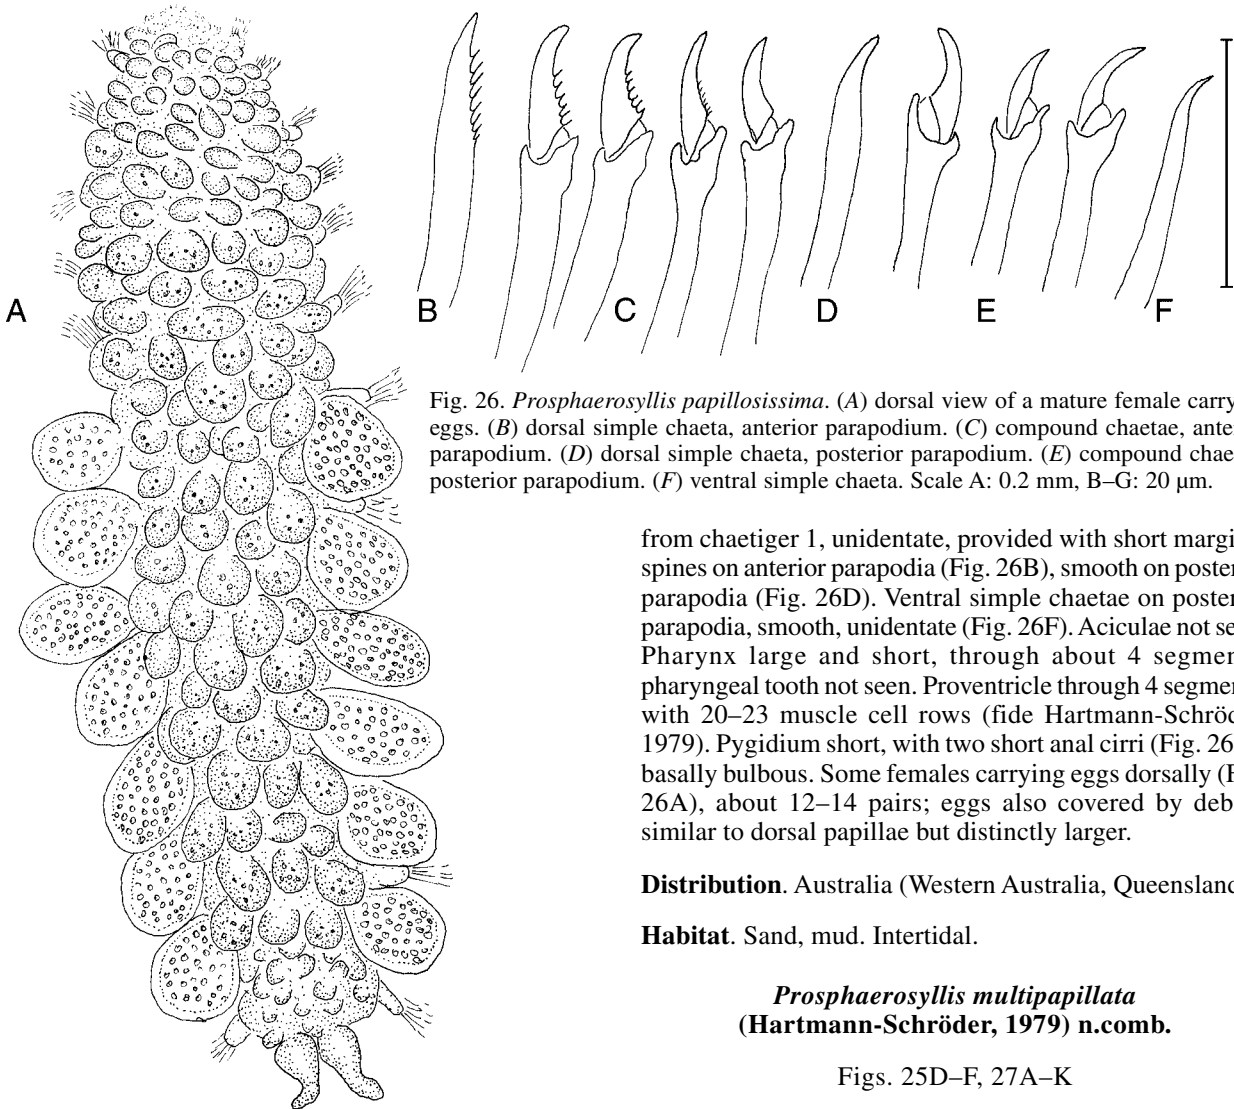 A
B
C
D
E
F
Fig. 26. Prosphaerosyllis papillosissima. (A) dorsal view of a mature female carry
eggs. (B) dorsal simple chaeta, anterior parapodium. (C) compound chaetae, ante
parapodium. (D) dorsal simple chaeta, posterior parapodium. (E) compound chae
posterior parapodium. (F) ventral simple chaeta. Scale A: 0.2 mm, B–G: 20 µm.
from chaetiger 1, unidentate, provided with short margi
spines on anterior parapodia (Fig. 26B), smooth on poster
parapodia (Fig. 26D). Ventral simple chaetae on poster
parapodia, smooth, unidentate (Fig. 26F). Aciculae not se
Pharynx large and short, through about 4 segmen
pharyngeal tooth not seen. Proventricle through 4 segmen
with 20–23 muscle cell rows (fide Hartmann-Schröd
1979). Pygidium short, with two short anal cirri (Fig. 26
basally bulbous. Some females carrying eggs dorsally (F
26A), about 12–14 pairs; eggs also covered by deb
similar to dorsal papillae but distinctly larger.
Distribution. Australia (Western Australia, Queensland
Habitat. Sand, mud. Intertidal.
Prosphaerosyllis multipapillata
(Hartmann-Schröder, 1979) n.comb.
Figs. 25D–F, 27A–K